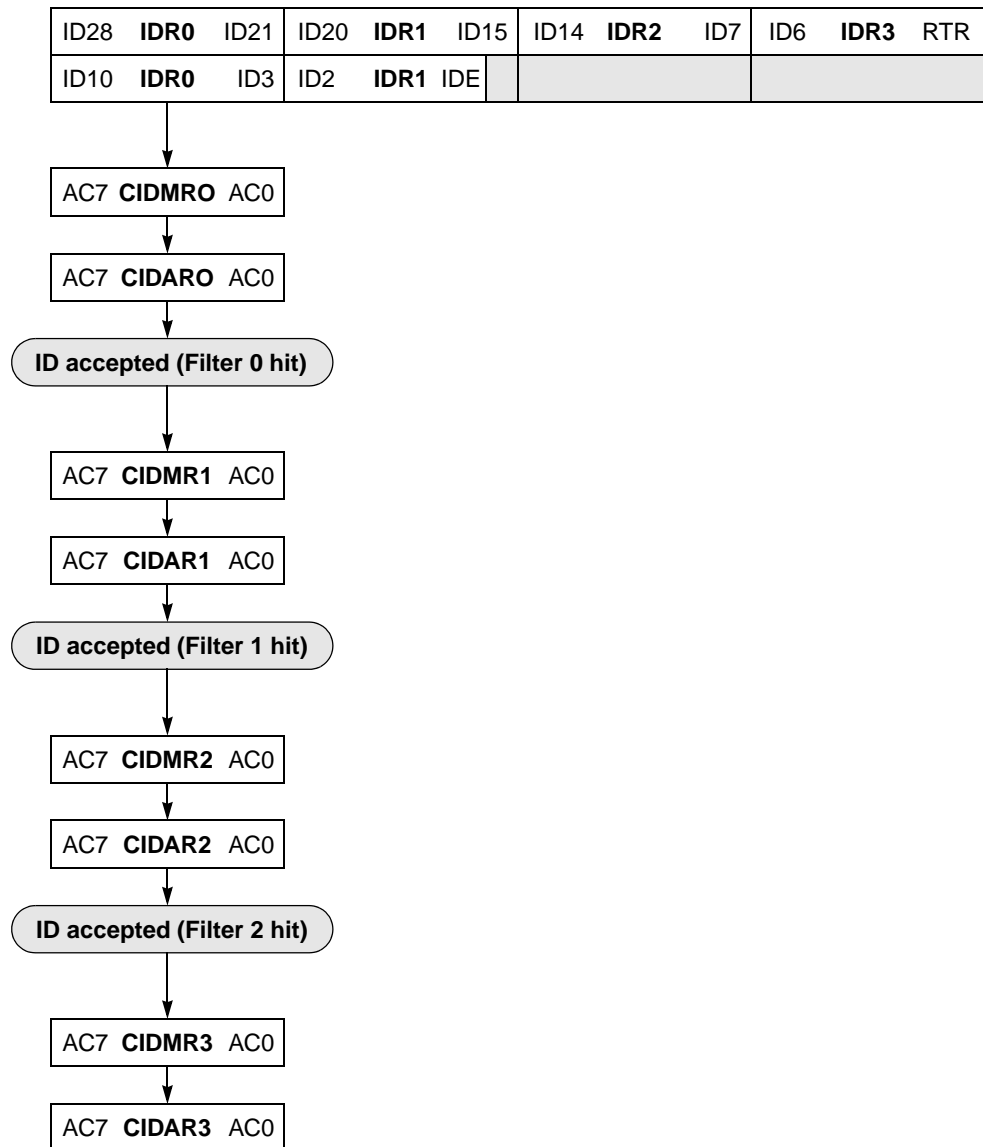 ID28 IDR0 ID21 ID20 IDR1 ID15 ID14 IDR2 ID7 ID6 IDR3 RTR
ID10 IDR0 ID3 ID2 IDR1 IDE
AC7 CIDMRO AC0
AC7 CIDARO AC0
ID accepted (Filter 0 hit)
AC7 CIDMR1 AC0
AC7 CIDAR1 AC0
ID accepted (Filter 1 hit)
AC7 CIDMR2 AC0
AC7 CIDAR2 AC0
ID accepted (Filter 2 hit)
AC7 CIDMR3 AC0
AC7 CIDAR3 AC0